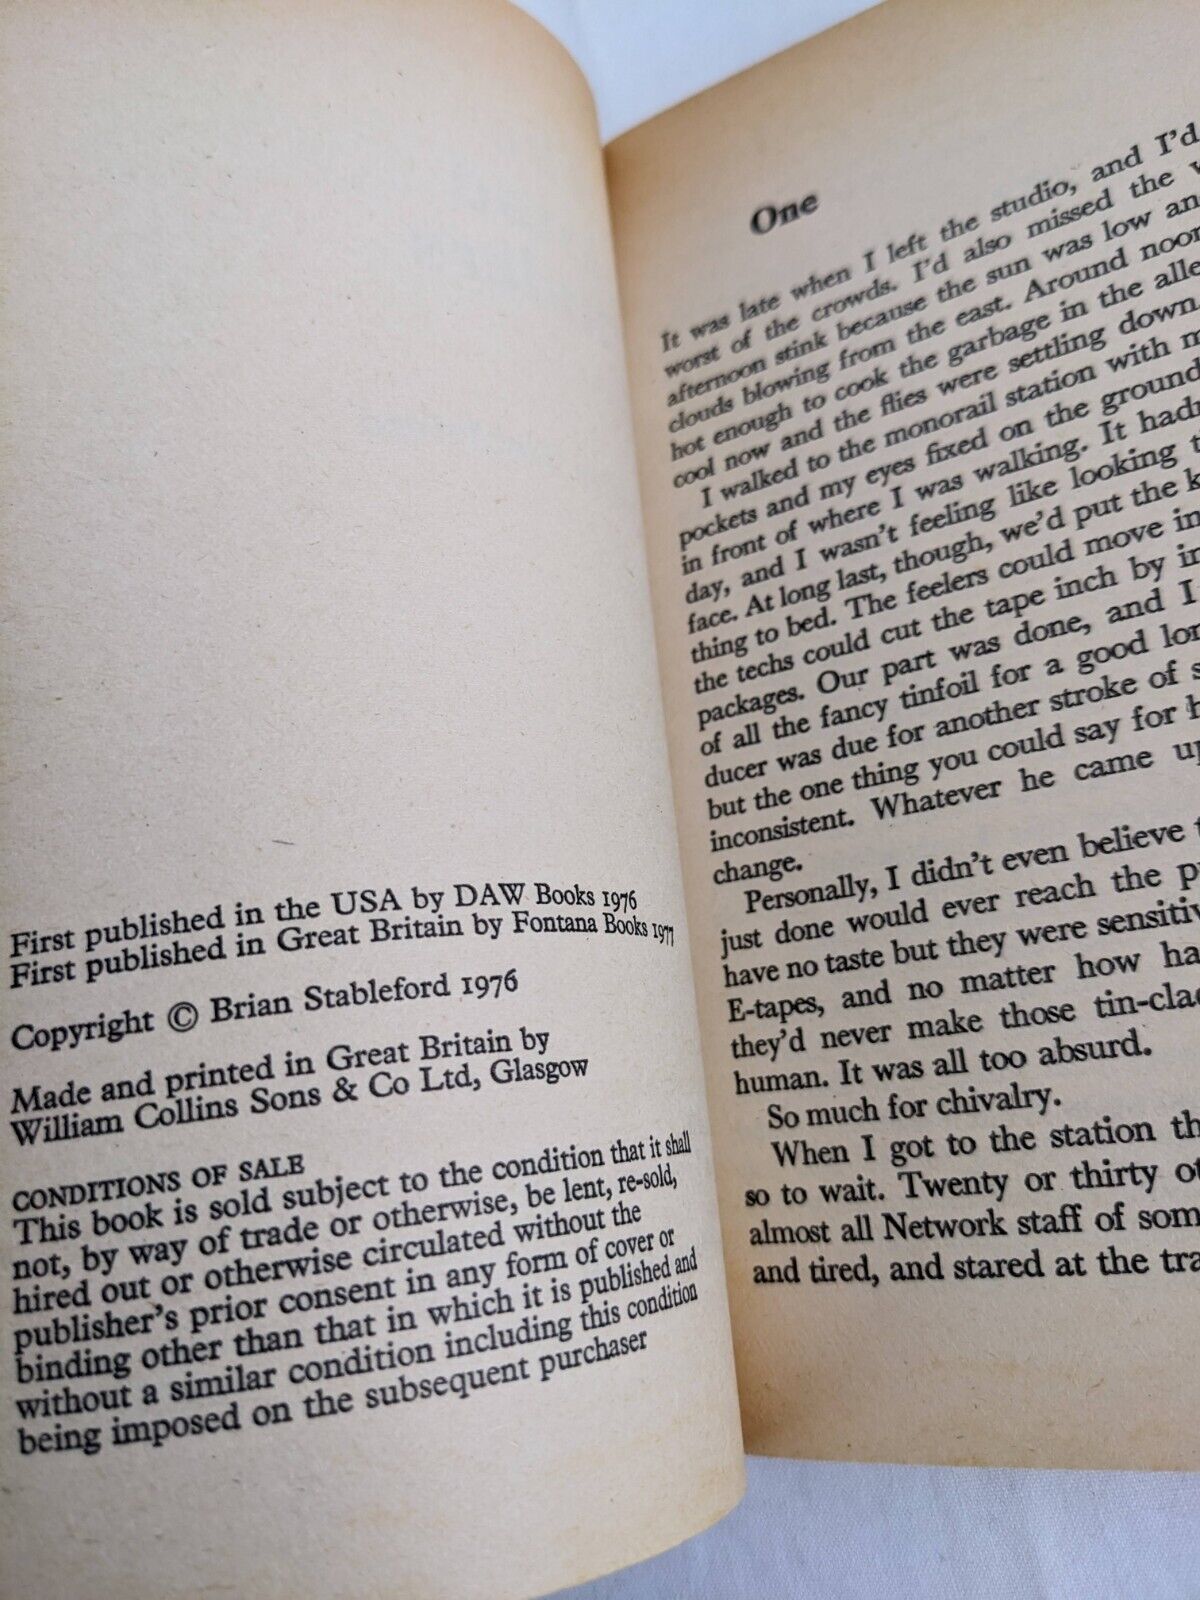 First published in the USA by DAW Books 1976
First published in Great Britain by Fontana Books 1977
Copyright © Brian Stableford 1976
Made and printed in Great Britain by
William Collins Sons & Co Ltd, Glasgow
CONDITIONS OF SALE
This book is sold subject to the condition that it shall
not, by way of trade or otherwise, be lent, re-sold,
hired out or otherwise circulated without the
publisher's prior consent in any form of cover or
binding other than that in which it is published and
without a similar condition including this condition
being imposed on the subsequent purchaser
One
It was late when I left the studio, and I'd
worst of the crowds. I'd also missed the
afternoon stink because the sun was low and
clouds blowing from the east. Around noon
hot enough to cook the garbage in the alle
cool now and the flies were settling down.
I walked to the monorail station with m
pockets and my eyes fixed on the ground
in front of where I was walking. It hadn
day, and I wasn't feeling like looking
face. At long last, though, we'd put the k
thing to bed. The feelers could move in
the techs could cut the tape inch by in
packages. Our part was done, and I
of all the fancy tinfoil for a good lon
ducer was due for another stroke of
but the one thing you could say for h
inconsistent. Whatever he came up
change.
Personally, I didn't even believe
just done would ever reach the p
have no taste but they were sensitiv
E-tapes, and no matter how ha
they'd never make those tin-clad
human. It was all too absurd.
So much for chivalry.
When I got to the station th
so to wait. Twenty or thirty ot
almost all Network staff of som
and tired, and stared at the tra